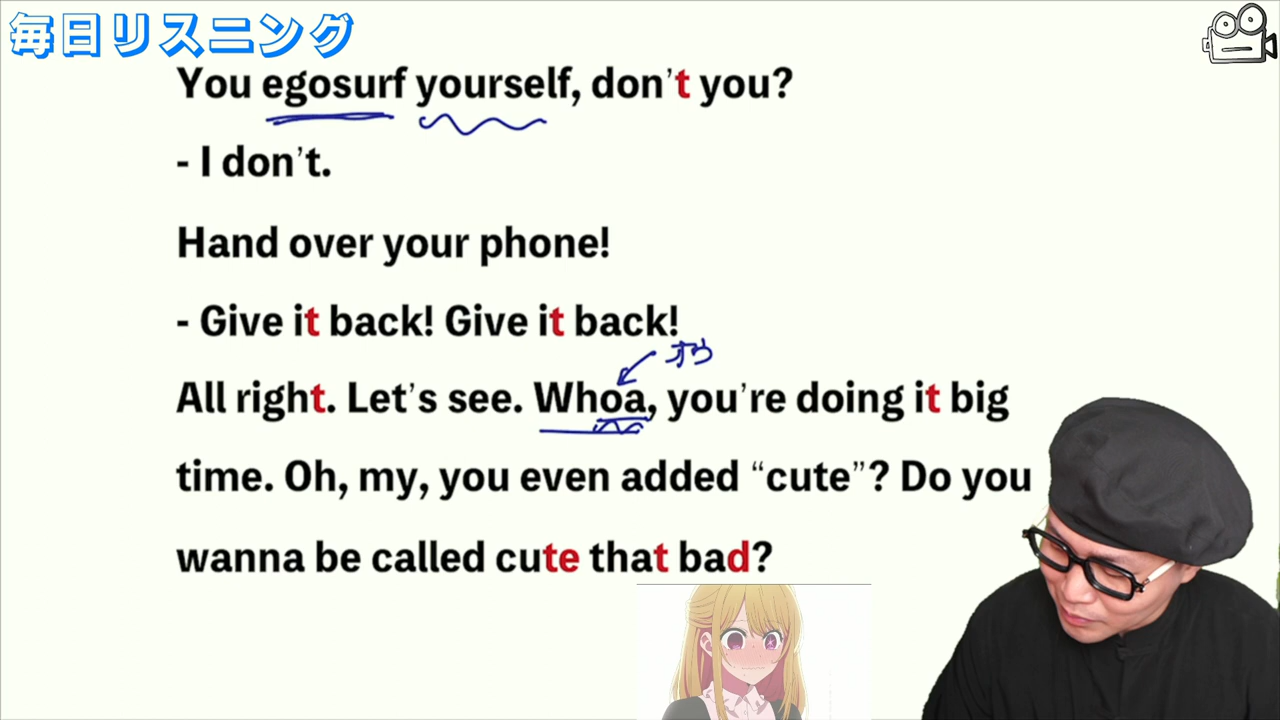 毎日リスニング
You egosurf yourself, don't you?
- I don't.
Hand over your phone!
- Give it back! Give it back!
オウ
All right. Let's see. Whoa, you're doing it big
time. Oh, my, you even added “cute”? Do you
wanna be called cute that bad?